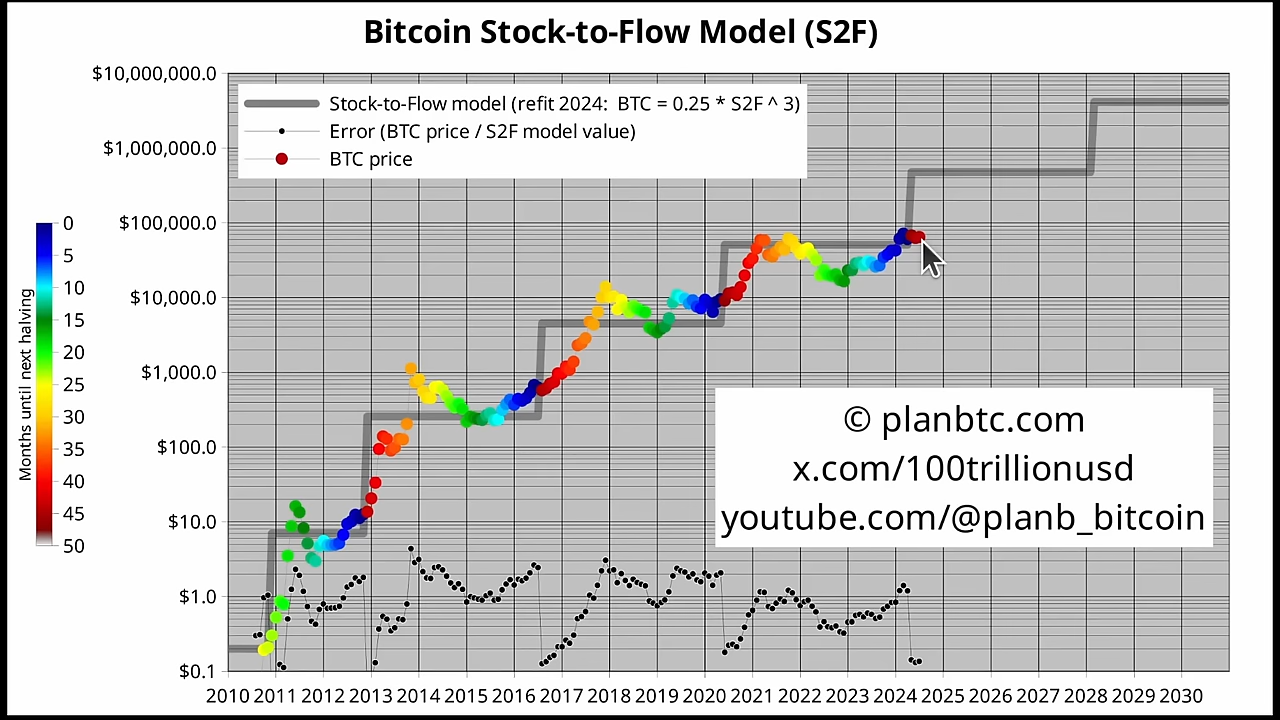 Bitcoin Stock-to-Flow Model (S2F)
$10,000,000.0
$1,000,000.0
$100,000.0
$10,000.0
$1,000.0
$100.0
$10.0
$1.0
$0.1
Stock-to-Flow model (refit 2024: BTC = 0.25 * S2F ^ 3)
Error (BTC price / S2F model value)
BTC price
Months until next halving
0
5
10
15
20
25
30
35
40
45
50
© planbtc.com
x.com/100trillionusd
youtube.com/@planb_bitcoin
2010 2011 2012 2013 2014 2015 2016 2017 2018 2019 2020 2021 2022 2023 2024 2025 2026 2027 2028 2029 2030